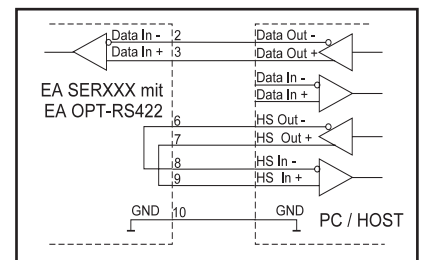 Data In - 2 Data Out -
Data In + 3 Data Out +
Data In -
Data In +
EA SERXXX mit
EA OPT-RS422
6 HS Out -
7 HS Out +
8 HS In -
9 HS In +
GND 10 GND
PC / HOST